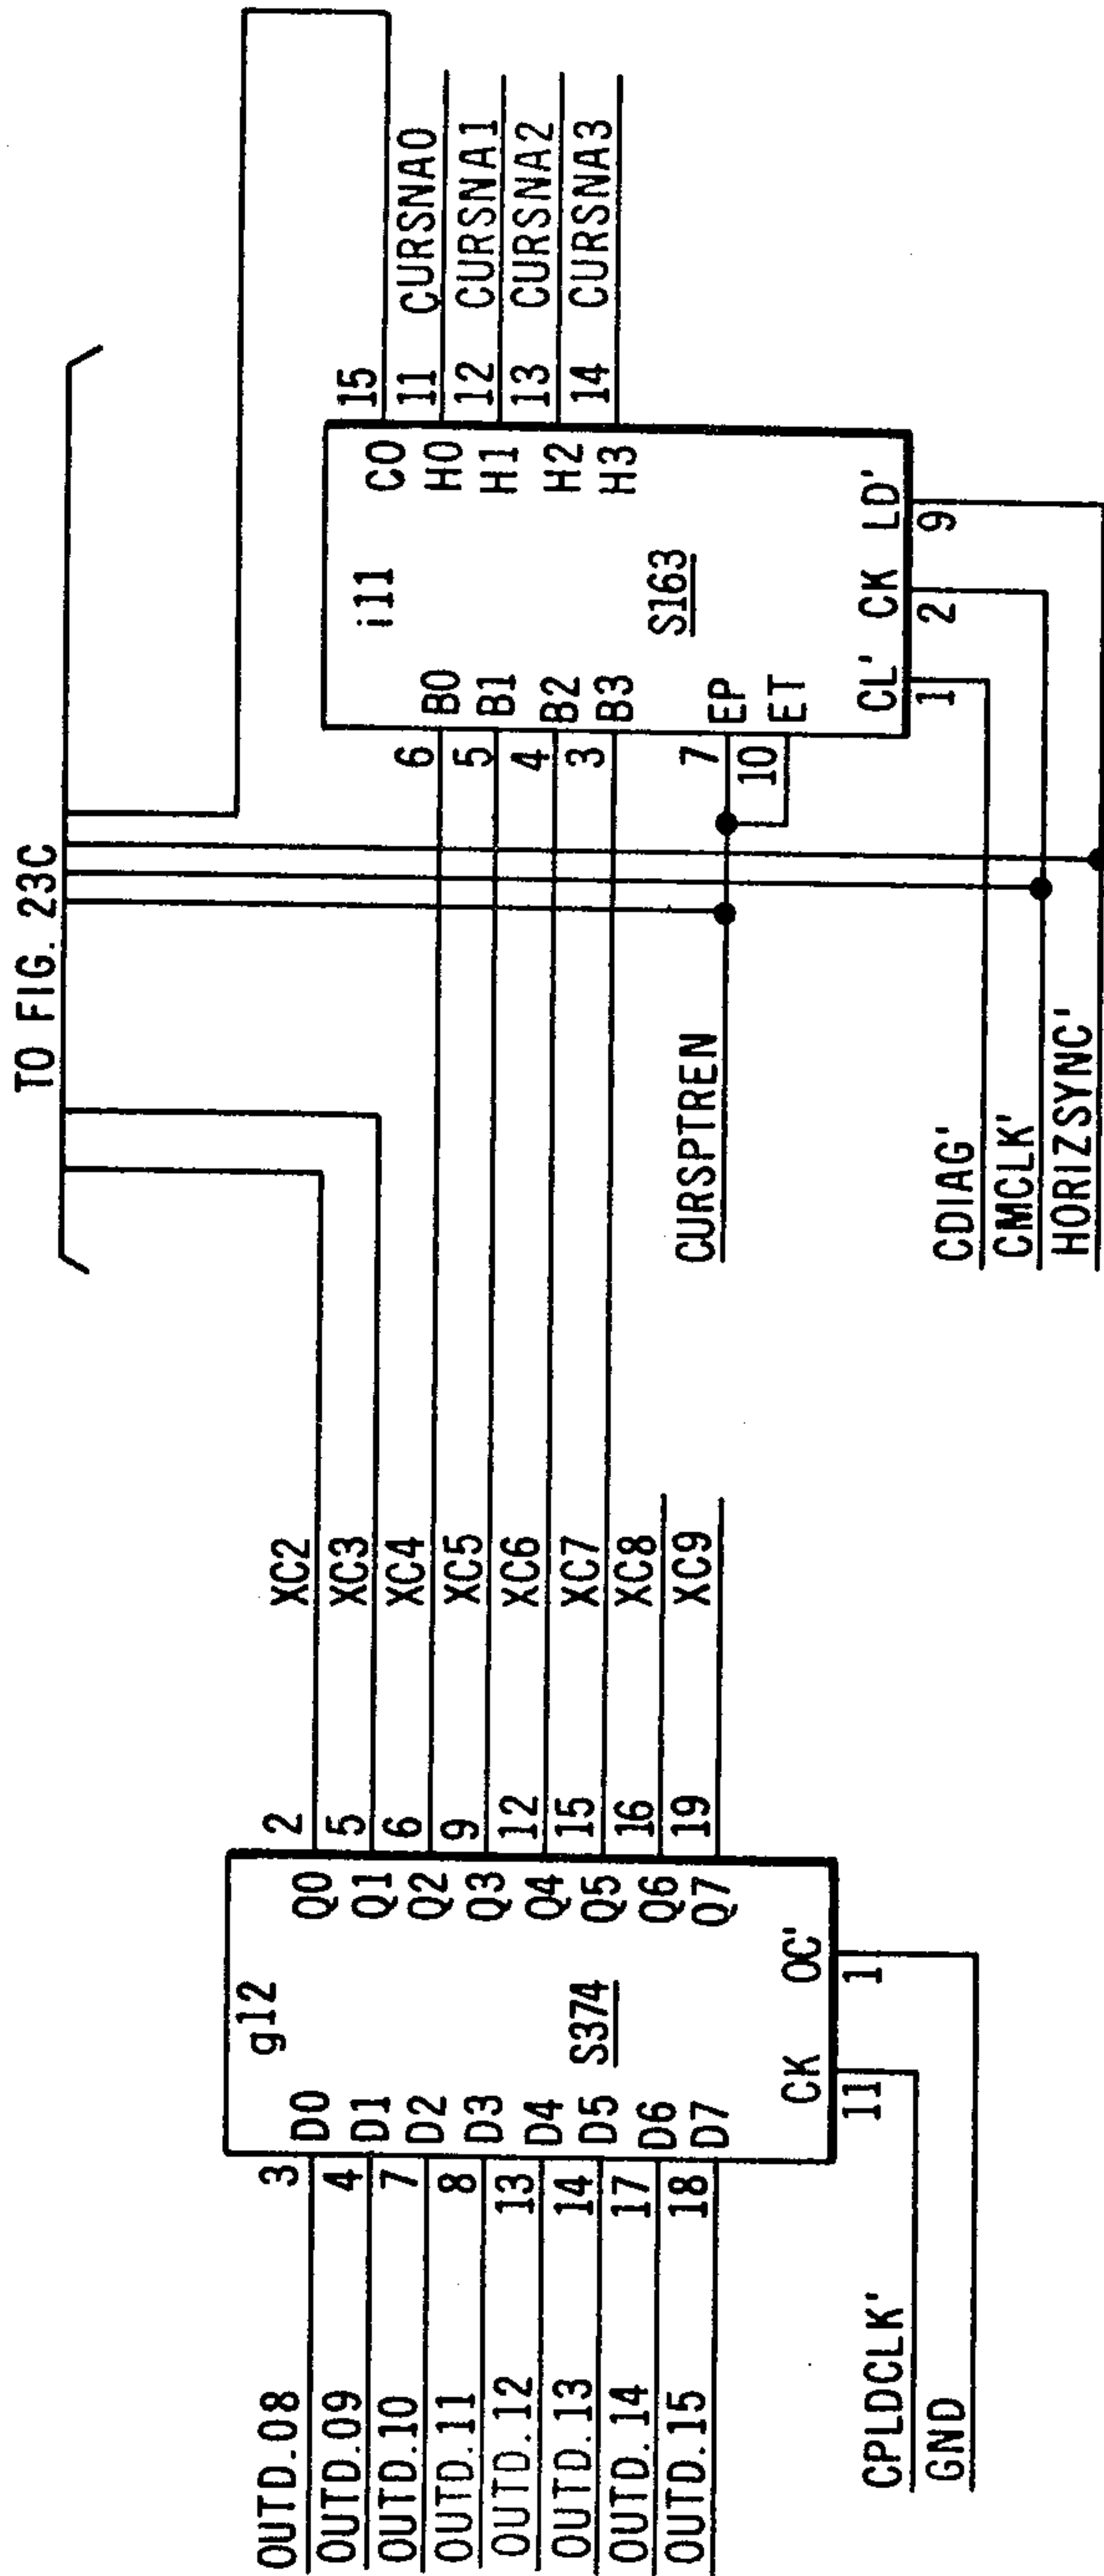 TO FIG. 23C
OUTD.08
OUTD.09
OUTD.10
OUTD.11
OUTD.12
OUTD.13
OUTD.14
OUTD.15
CPLDCLK'
GND
3
4
7
8
13
14
17
18
g12
D0
D1
D2
D3
D4
D5
D6
D7
S374
Q0
Q1
Q2
Q3
Q4
Q5
Q6
Q7
CK
OC'
11
1
2
5
6
9
12
15
16
19
XC2
XC3
XC4
XC5
XC6
XC7
XC8
XC9
CURSPTREN
CDIAG'
CMCLK'
HORIZSYNC'
6
5
4
3
7
10
i11
B0
B1
B2
B3
EP
ET
S163
C0
H0
H1
H2
H3
CL'
CK
LD'
1
2
9
15
11
12
13
14
CURSNA0
CURSNA1
CURSNA2
CURSNA3